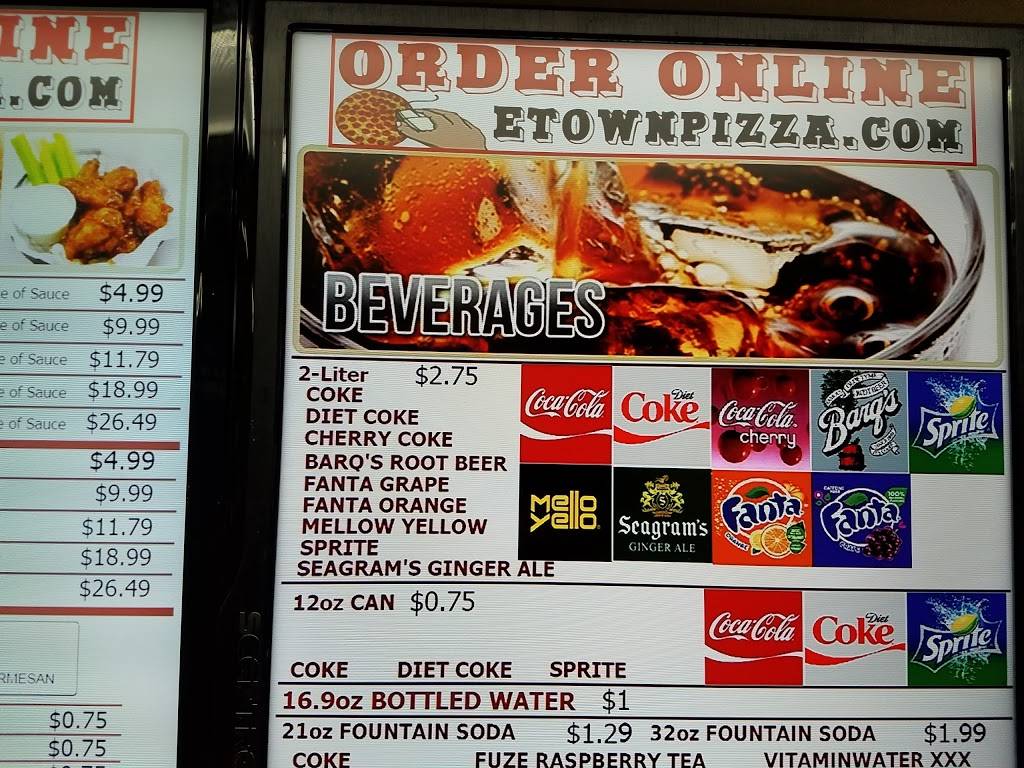 INE
.COM
e of Sauce $4.99
e of Sauce $9.99
e of Sauce $11.79
e of Sauce $18.99
e of Sauce $26.49
$4.99
$9.99
$11.79
$18.99
$26.49
RMESAN
$0.75
$0.75
ORDER ONLINE
ETOWNPIZZA.COM
BEVERAGES
2-Liter $2.75
COKE
DIET COKE
CHERRY COKE
BARQ'S ROOT BEER
FANTA GRAPE
FANTA ORANGE
MELLOW YELLOW
SPRITE
SEAGRAM'S GINGER ALE
Coca-Cola
Diet
Coke
Coca-Cola
cherry
Barq's
Sprite
Mello
Yello
Seagram's
GINGER ALE
Fanta
Fanta
12oz CAN $0.75
Coca-Cola
Diet
Coke
Sprite
COKE DIET COKE SPRITE
16.9oz BOTTLED WATER $1
21oz FOUNTAIN SODA $1.29 32oz FOUNTAIN SODA $1.99
COKE FUZE RASPBERRY TEA VITAMINWATER XXX